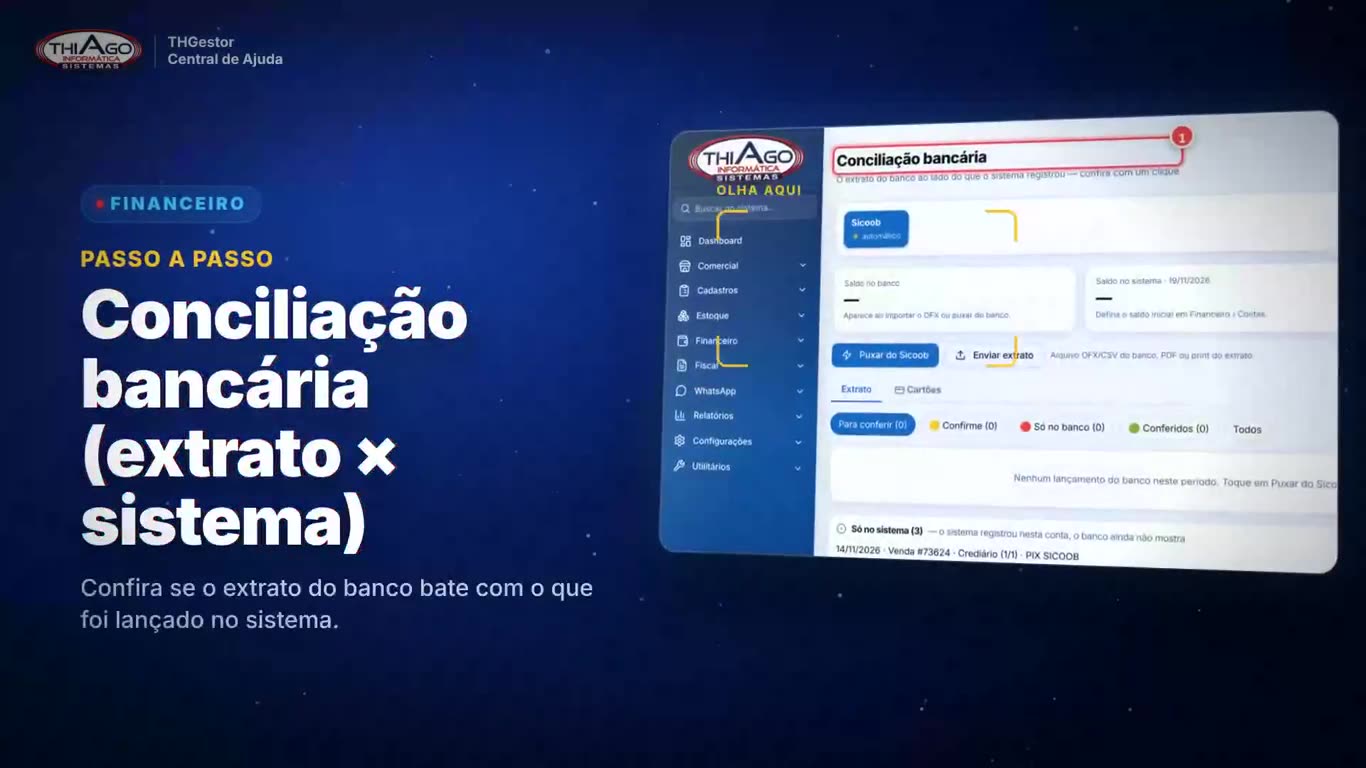 THIAGO
INFORMÁTICA
SISTEMAS
THGestor
Central de Ajuda
FINANCEIRO
PASSO A PASSO
Conciliação
bancária
(extrato ×
sistema)
Confira se o extrato do banco bate com o que
foi lançado no sistema.
THIAGO
INFORMÁTICA
SISTEMAS
OLHA AQUI
Buscar no sistema...
Dashboard
Comercial
Cadastros
Estoque
Financeiro
Fiscal
WhatsApp
Relatórios
Configurações
Utilitários
1
Conciliação bancária
O extrato do banco ao lado do que o sistema registrou — confira com um clique
Sicoob
automático
Saldo no banco
—
Aparece ao importar o OFX ou puxar do banco.
Saldo no sistema · 19/11/2026
—
Defina o saldo inicial em Financeiro › Contas.
Puxar do Sicoob
Enviar extrato
Arquivo OFX/CSV do banco, PDF ou print do extrato
Extrato
Cartões
Para conferir (0)
Confirme (0)
Só no banco (0)
Conferidos (0)
Todos
Nenhum lançamento do banco neste período. Toque em Puxar do Sico
Só no sistema (3) — o sistema registrou nesta conta, o banco ainda não mostra
14/11/2026 · Venda #73624 · Crediário (1/1) · PIX SICOOB